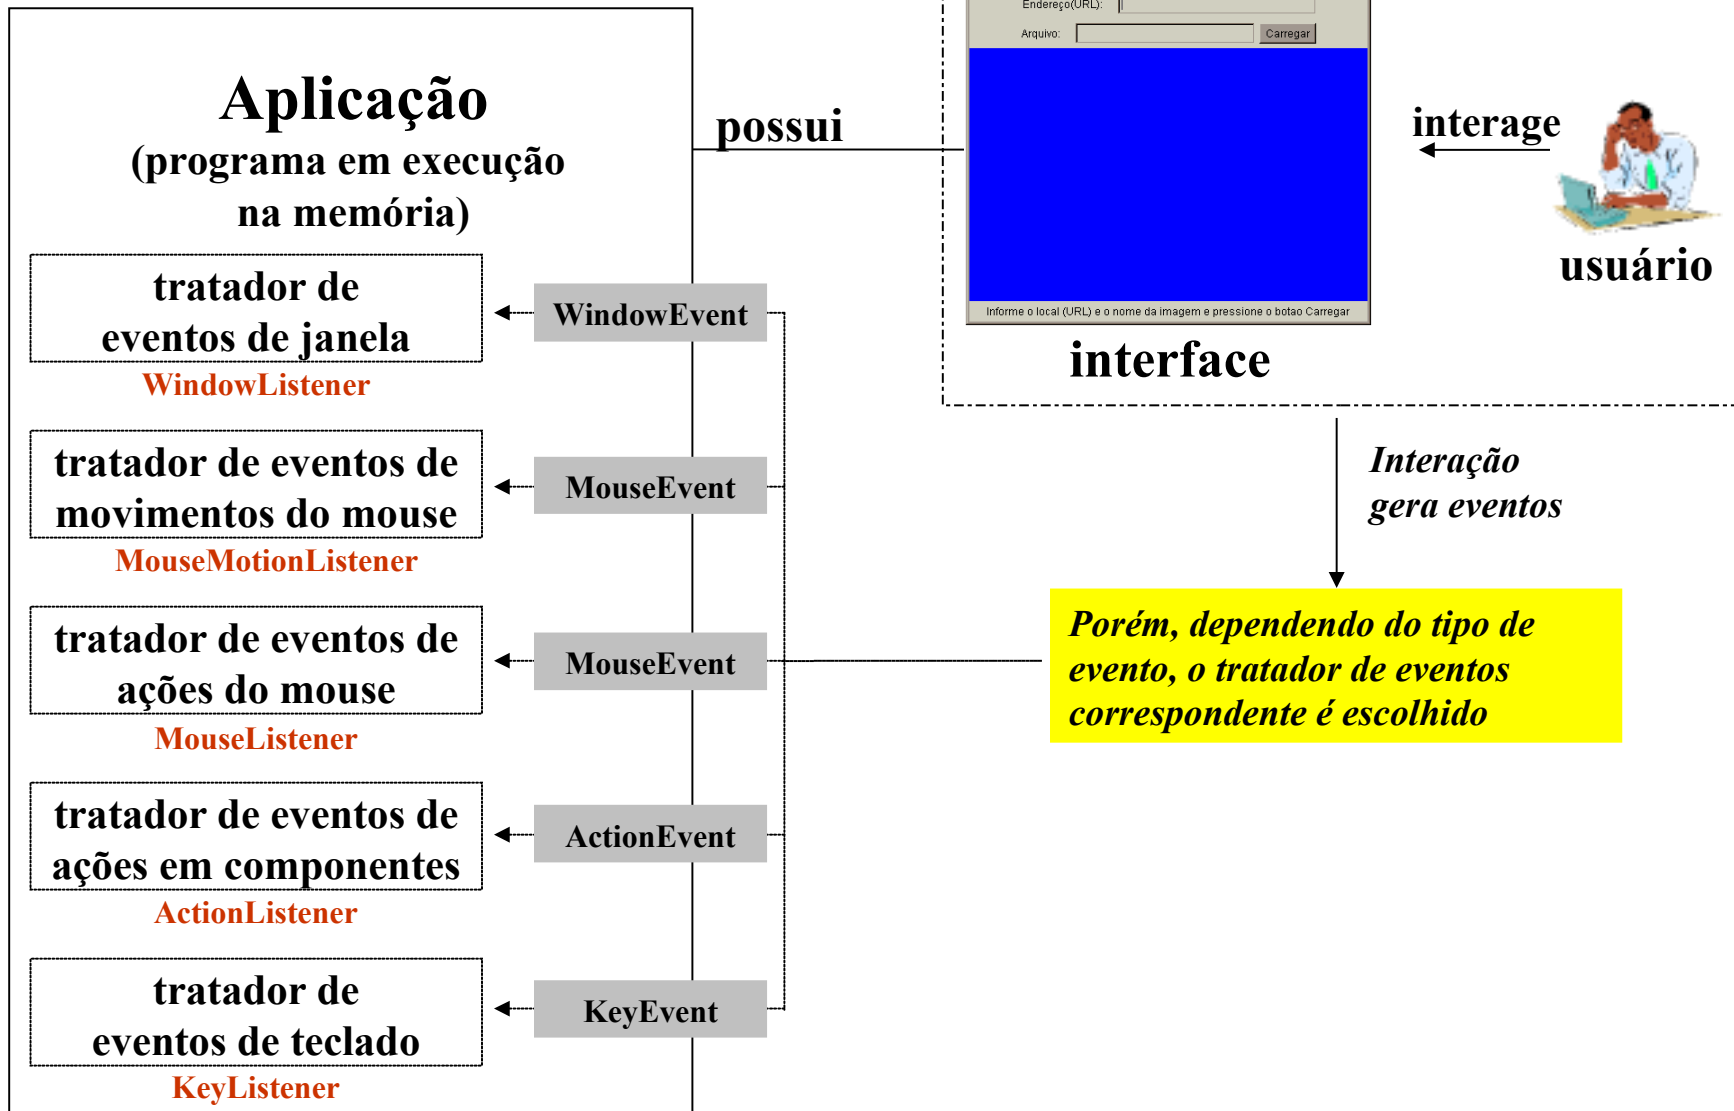 Aplicação
(programa em execução
na memória)
possui
Endereço(URL):
Arquivo:
Carregar
Informe o local (URL) e o nome da imagem e pressione o botao Carregar
interface
interage
usuário
tratador de
eventos de janela
WindowListener
WindowEvent
tratador de eventos de
movimentos do mouse
MouseMotionListener
MouseEvent
tratador de eventos de
ações do mouse
MouseListener
MouseEvent
tratador de eventos de
ações em componentes
ActionListener
ActionEvent
tratador de
eventos de teclado
KeyListener
KeyEvent
Interação
gera eventos
Porém, dependendo do tipo de
evento, o tratador de eventos
correspondente é escolhido